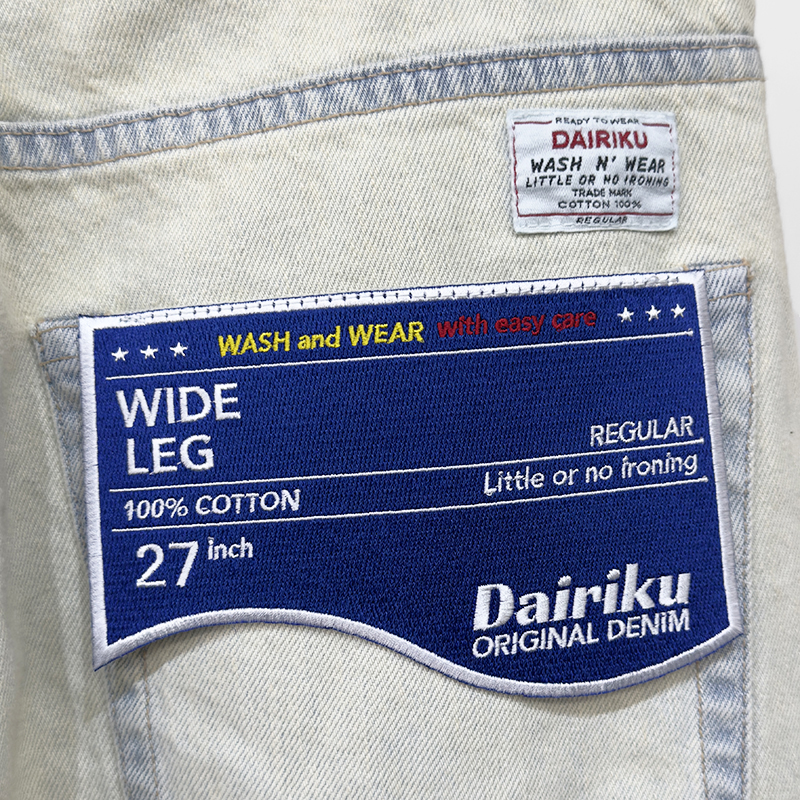 READY TO WEAR
DAIRIKU
WASH N' WEAR
LITTLE OR NO IRONING
TRADE MARK
COTTON 100%
REGULAR
WASH and WEAR with easy care
WIDE
LEG
REGULAR
100% COTTON
Little or no ironing
27 inch
Dairiku
ORIGINAL DENIM